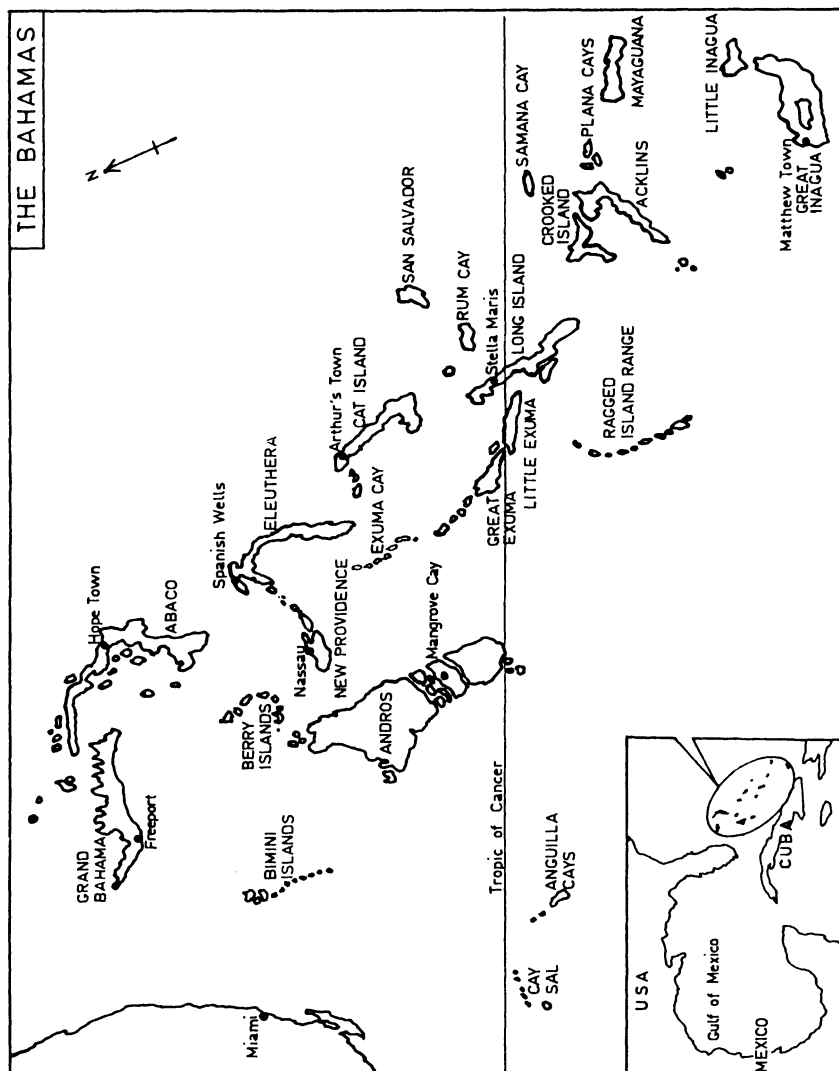 THE BAHAMAS
N
GRAND
BAHAMA
Freeport
Hope Town
ABACO
Miami
BIMINI
ISLANDS
BERRY
ISLANDS
Nassau
NEW PROVIDENCE
Spanish Wells
ELEUTHERA
ANDROS
Mangrove Cay
EXUMA CAY
Arthur's Town
CAT ISLAND
SAN SALVADOR
RUM CAY
GREAT
EXUMA
LITTLE EXUMA
Stella Maris
LONG ISLAND
Tropic of Cancer
CAY
SAL
ANGUILLA
CAYS
RAGGED
ISLAND RANGE
CROOKED
ISLAND
SAMANA CAY
ACKLINS
PLANA CAYS
MAYAGUANA
LITTLE INAGUA
Matthew Town
GREAT
INAGUA
USA
Gulf of Mexico
MEXICO
CUBA